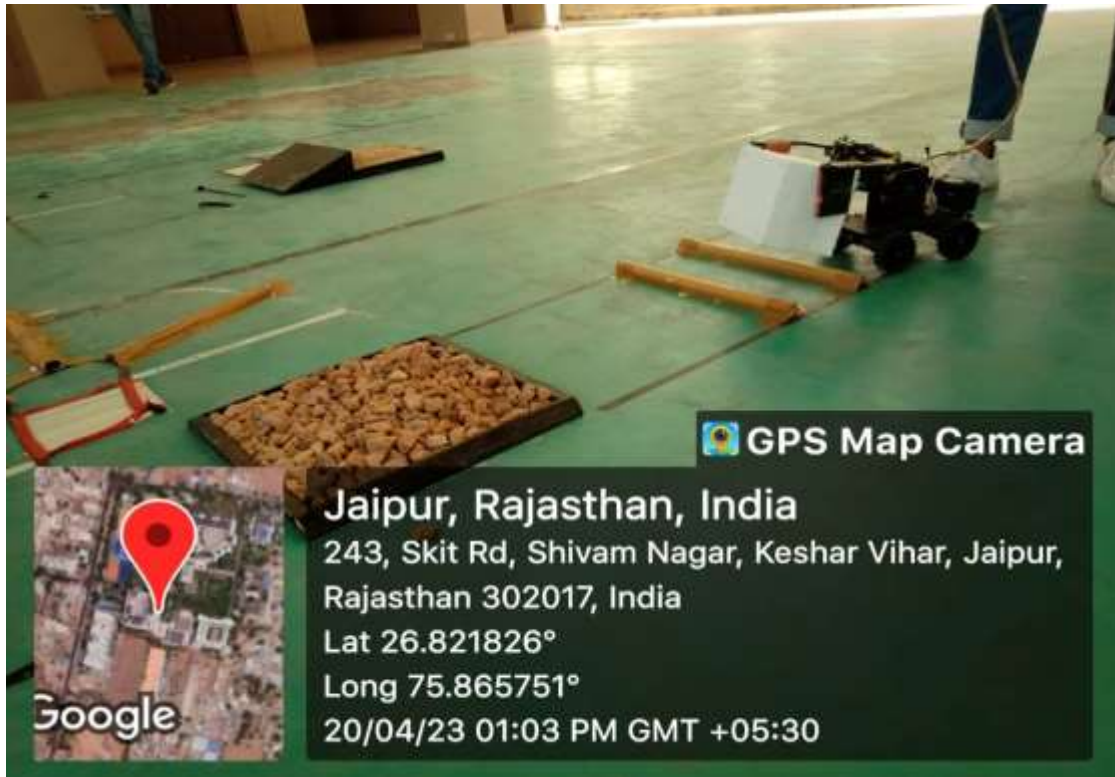 GPS Map Camera
Jaipur, Rajasthan, India
243, Skit Rd, Shivam Nagar, Keshar Vihar, Jaipur,
Rajasthan 302017, India
Lat 26.821826°
Long 75.865751°
20/04/23 01:03 PM GMT +05:30
Google